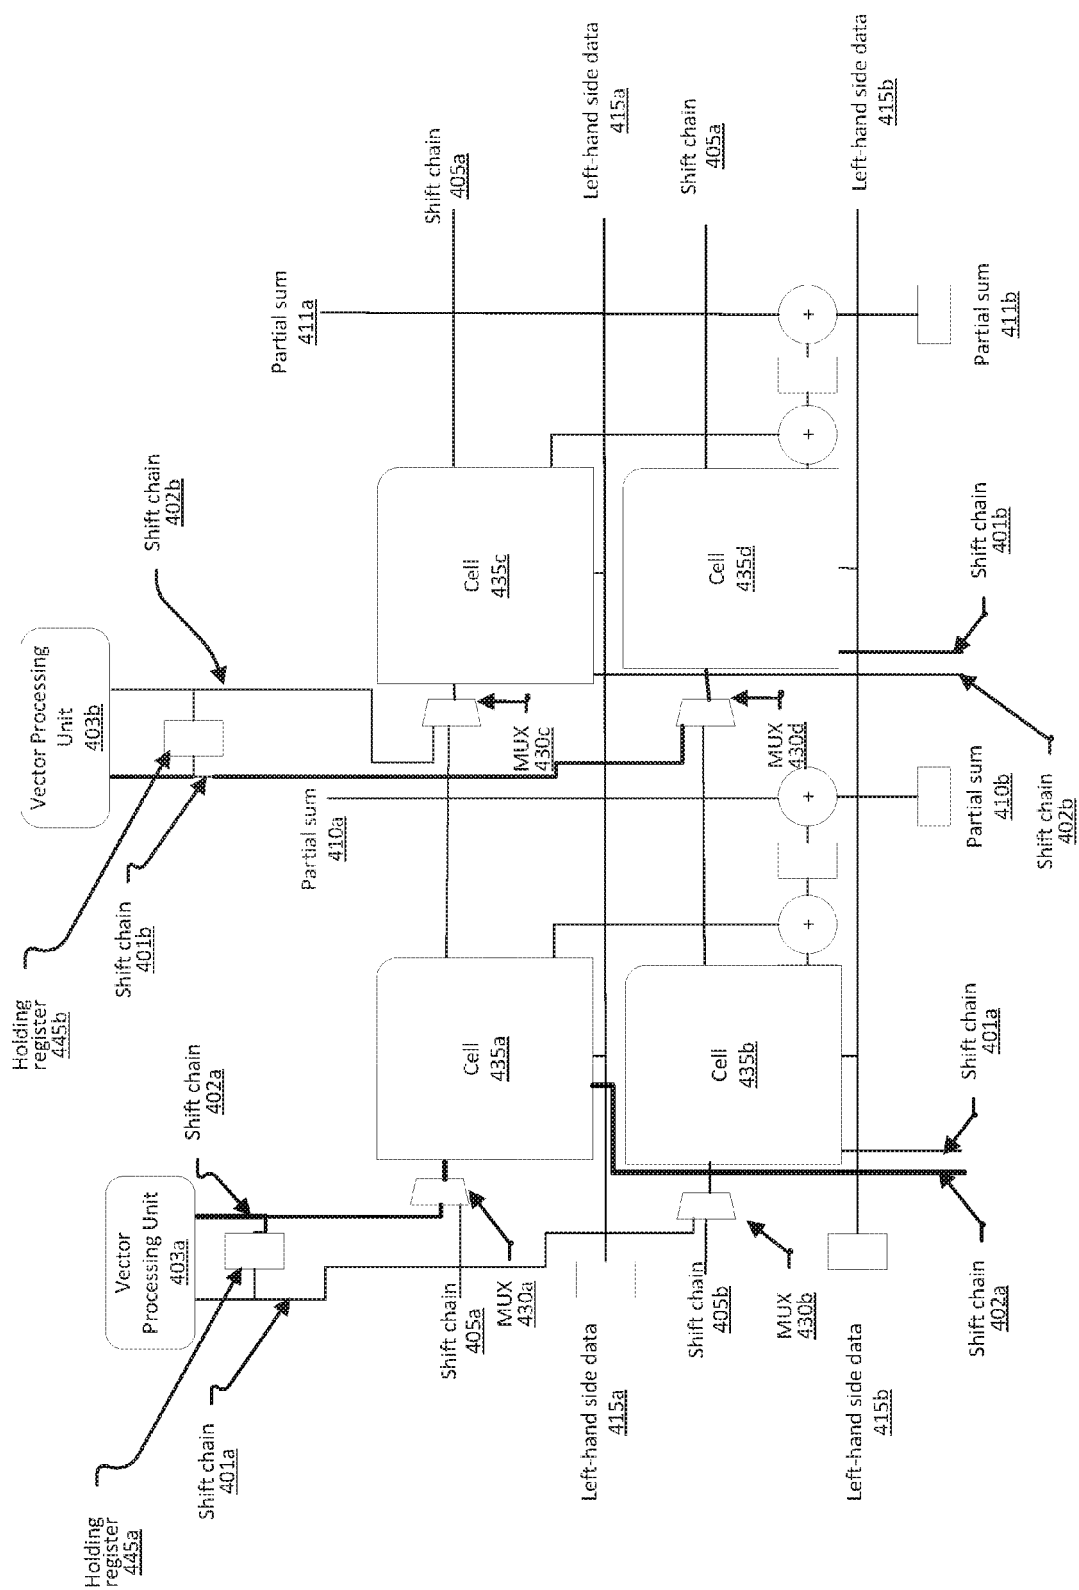 Vector
Processing Unit
403a
Vector Processing
Unit
403b
Holding
register
445a
Shift chain
401a
Shift chain
402a
Holding
register
445b
Shift chain
401b
Shift chain
402b
Partial sum
410a
Partial sum
411a
Shift chain
405a
MUX
430a
Cell
435a
MUX
430c
Cell
435c
Shift chain
405a
Left-hand side data
415a
Left-hand side data
415a
Shift chain
405b
MUX
430b
Cell
435b
MUX
430d
Cell
435d
Shift chain
405a
+
+
+
+
Left-hand side data
415b
Left-hand side data
415b
Shift chain
402a
Shift chain
401a
Partial sum
410b
Shift chain
402b
Shift chain
401b
Partial sum
411b